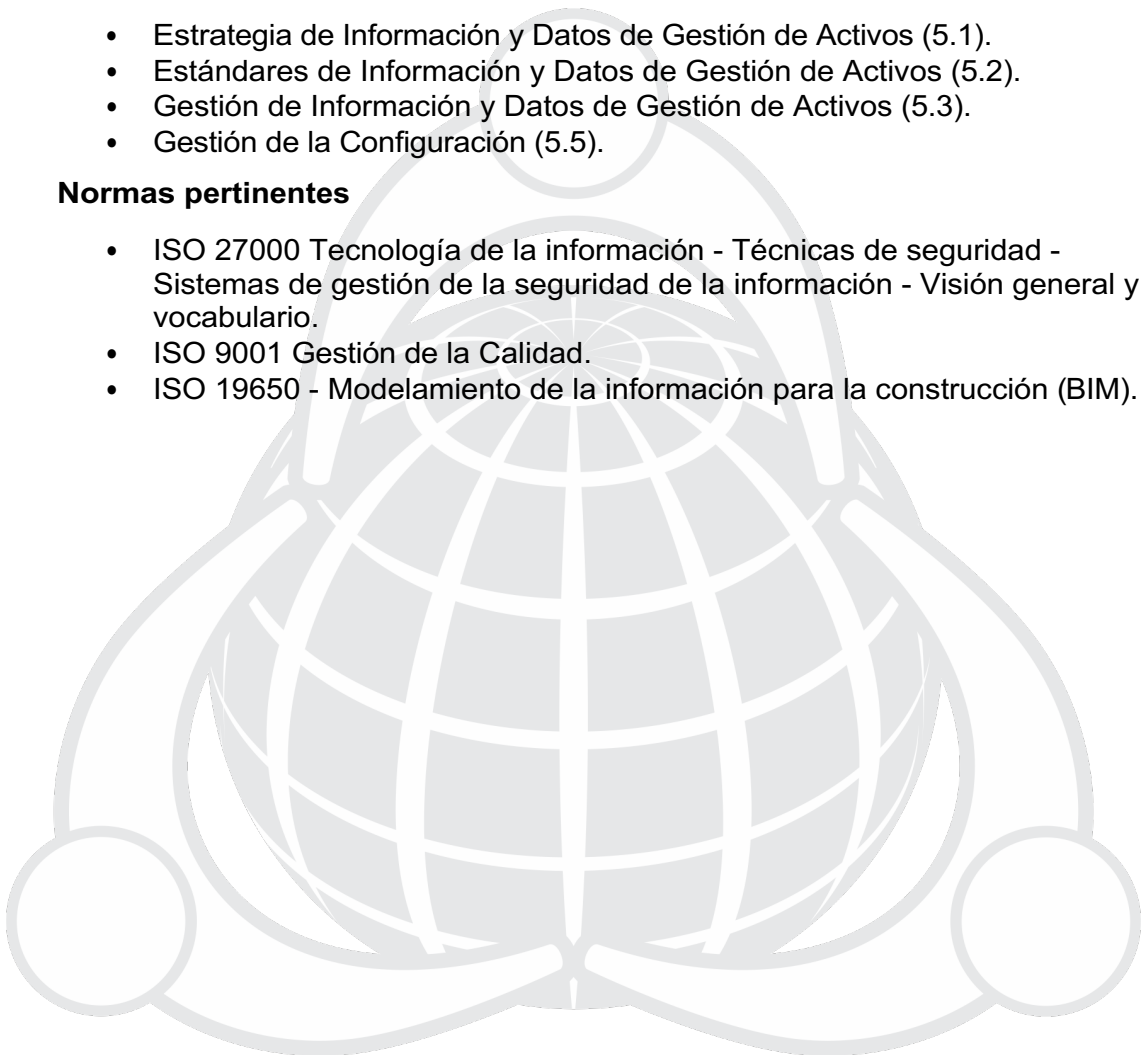 • Estrategia de Información y Datos de Gestión de Activos (5.1).
• Estándares de Información y Datos de Gestión de Activos (5.2).
• Gestión de Información y Datos de Gestión de Activos (5.3).
• Gestión de la Configuración (5.5).
Normas pertinentes
• ISO 27000 Tecnología de la información - Técnicas de seguridad -
Sistemas de gestión de la seguridad de la información - Visión general y
vocabulario.
• ISO 9001 Gestión de la Calidad.
• ISO 19650 - Modelamiento de la información para la construcción (BIM).